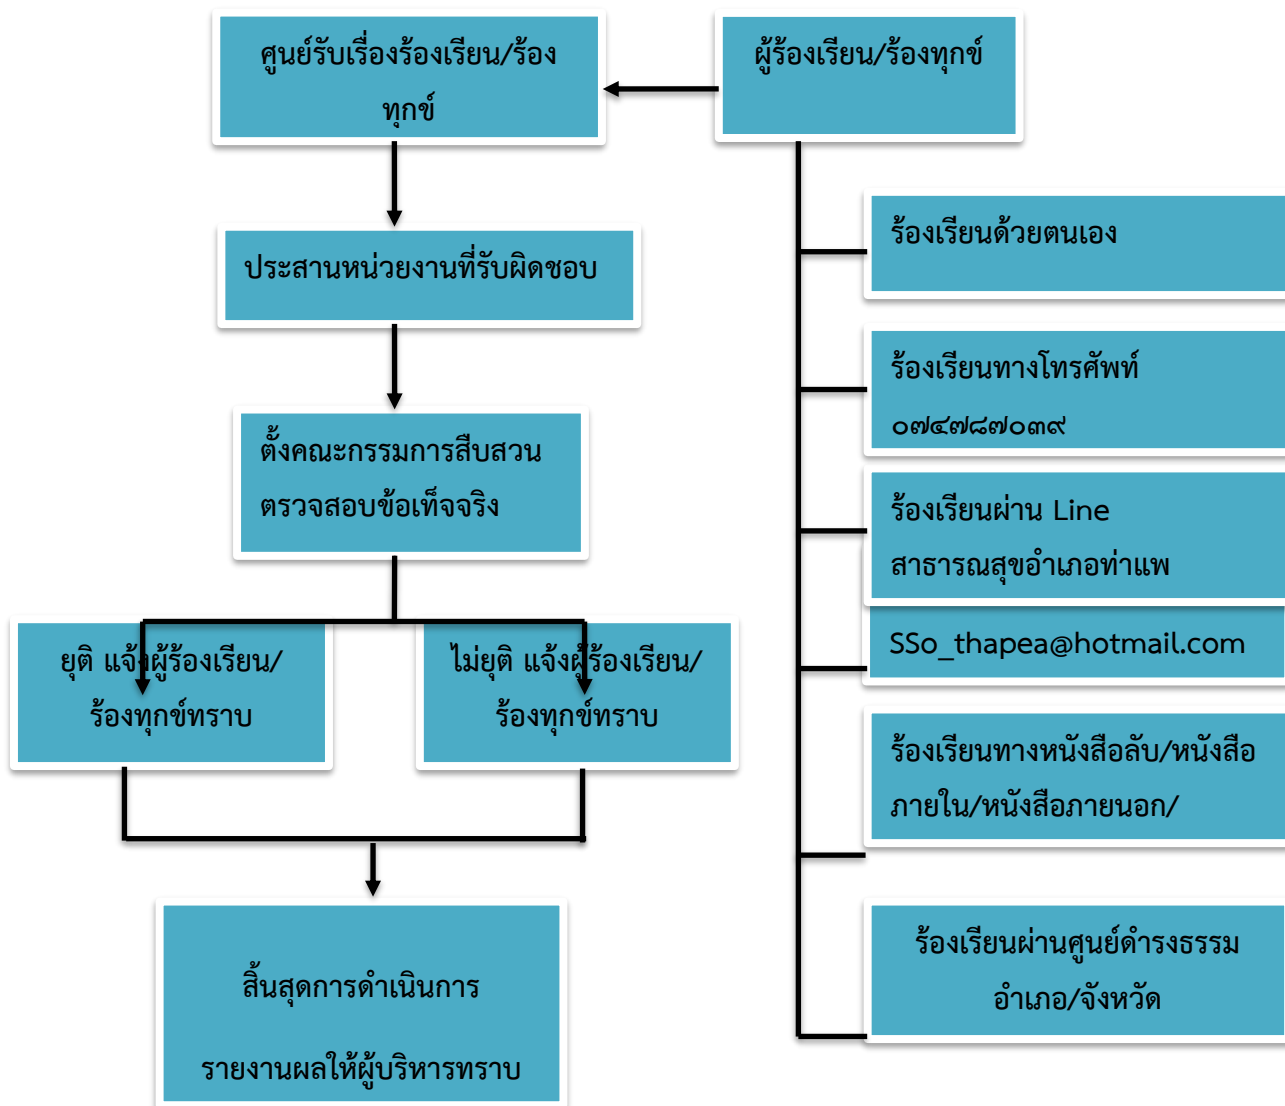 ศูนย์รับเรื่องร้องเรียน/ร้อง
ทุกข์
ผู้ร้องเรียน/ร้องทุกข์
ประสานหน่วยงานที่รับผิดชอบ
ตั้งคณะกรรมการสืบสวน
ตรวจสอบข้อเท็จจริง
ยุติ แจ้งผู้ร้องเรียน/
ร้องทุกข์ทราบ
ไม่ยุติ แจ้งผู้ร้องเรียน/
ร้องทุกข์ทราบ
สิ้นสุดการดำเนินการ
รายงานผลให้ผู้บริหารทราบ
ร้องเรียนด้วยตนเอง
ร้องเรียนทางโทรศัพท์
๐๗๔๗๘๗๐๓๙
ร้องเรียนผ่าน Line
สาธารณสุขอำเภอท่าแพ
SSo_thapea@hotmail.com
ร้องเรียนทางหนังสือลับ/หนังสือ
ภายใน/หนังสือภายนอก/
ร้องเรียนผ่านศูนย์ดำรงธรรม
อำเภอ/จังหวัด